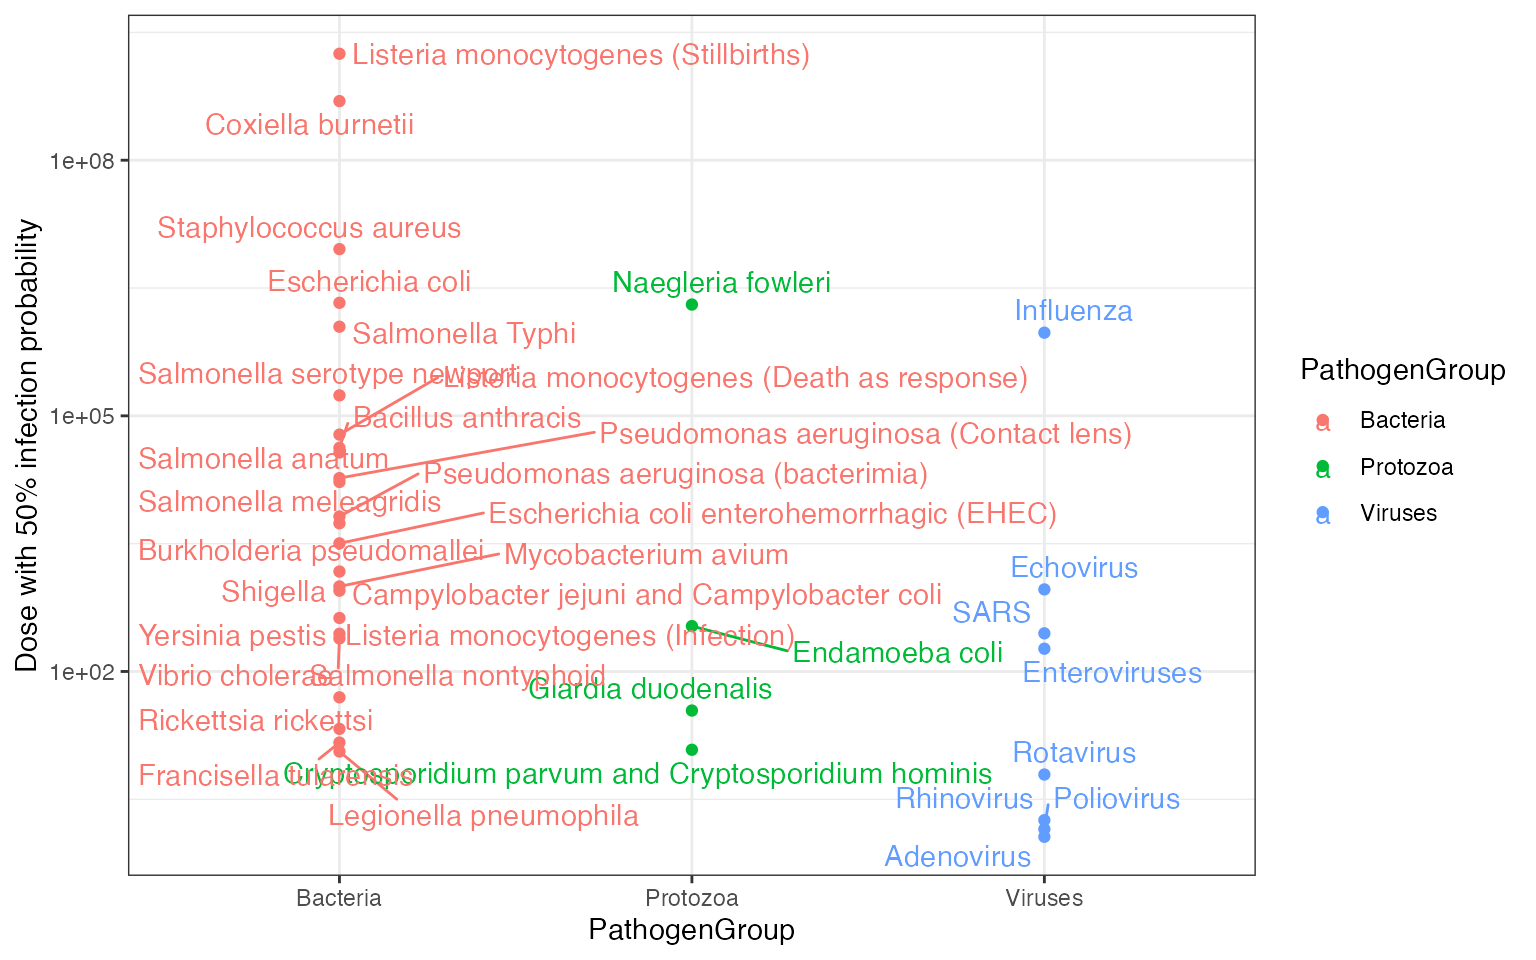 Listeria monocytogenes (Stillbirths)
Coxiella burnetii
1e+08
Staphylococcus aureus
Escherichia coli
Naegleria fowleri
Influenza
Salmonella Typhi
Salmonella serotype newport
Listeria monocytogenes (Death as response)
1e+05
Bacillus anthracis
Pseudomonas aeruginosa (Contact lens)
Salmonella anatum
Pseudomonas aeruginosa (bacterimia)
Salmonella meleagridis
Escherichia coli enterohemorrhagic (EHEC)
Burkholderia pseudomallei
Mycobacterium avium
Echovirus
Shigella
Campylobacter jejuni and Campylobacter coli
SARS
Yersinia pestis
Listeria monocytogenes (Infection)
Endamoeba coli
1e+02
Vibrio cholerae
Salmonella nontyphoid
Enteroviruses
Giardia duodenalis
Rickettsia rickettsi
Rotavirus
Francisella tularensis
Cryptosporidium parvum and Cryptosporidium hominis
Rhinovirus
Poliovirus
Legionella pneumophila
Adenovirus
Bacteria
Protozoa
Viruses
PathogenGroup
Dose with 50% infection probability
PathogenGroup
a Bacteria
a Protozoa
a Viruses